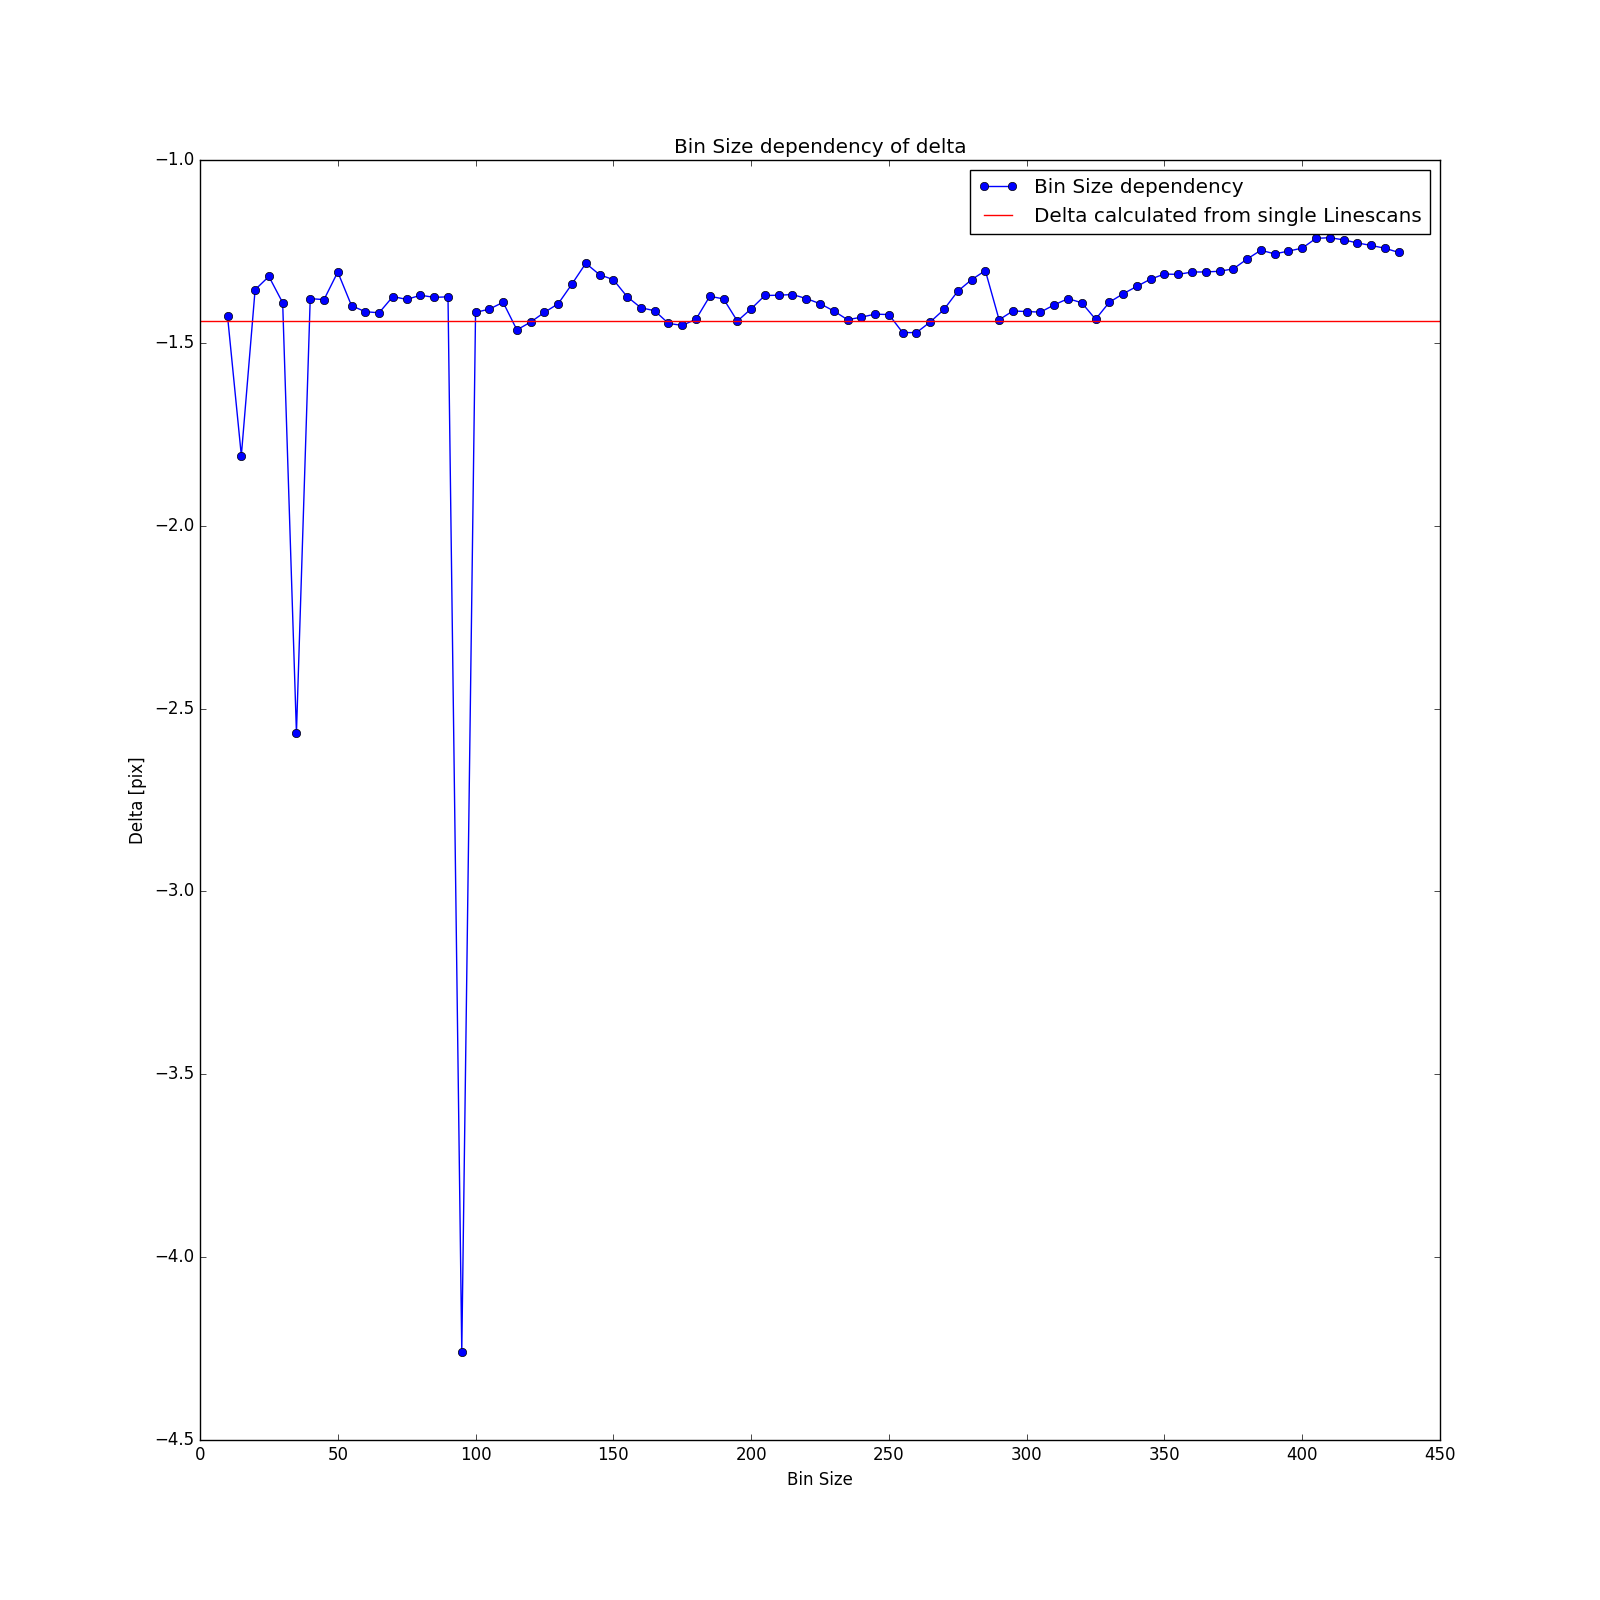 Bin Size dependency of delta
−1.0
−1.5
−2.0
−2.5
−3.0
−3.5
−4.0
−4.5
Delta [pix]
Bin Size dependency
Delta calculated from single Linescans
0 50 100 150 200 250 300 350 400 450
Bin Size